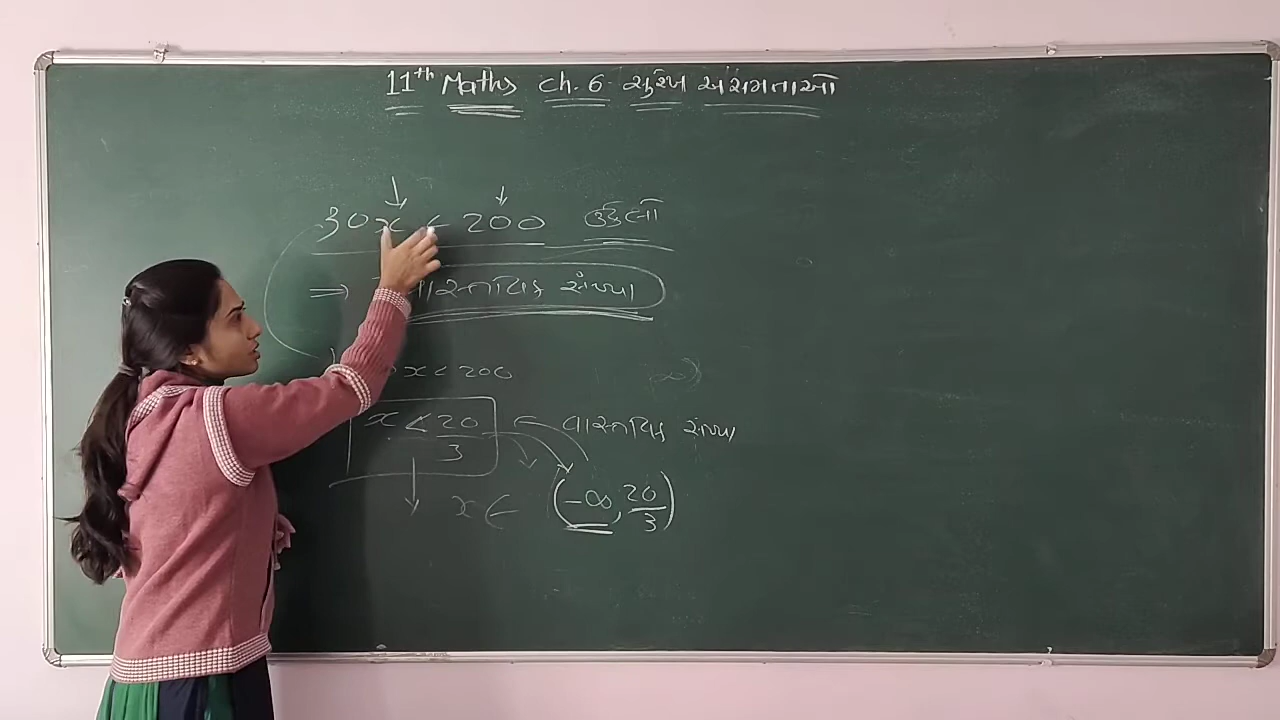 11th Maths Ch. 6 સુરેખ અસમતાઓ
30x < 200 ઉકેલો
⇒ વાસ્તવિક સંખ્યા
x < 200
x < 20/3 વાસ્તવિક સંખ્યા
x ∈ (-∞, 20/3)